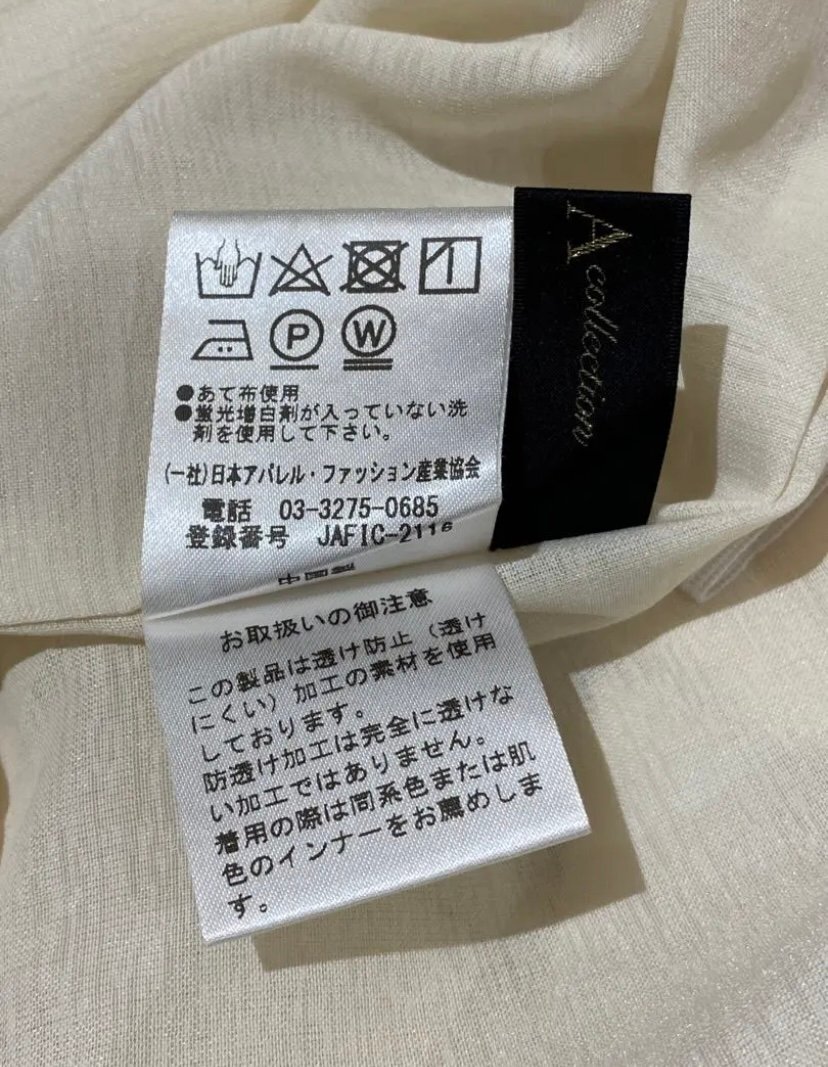 A collection
P
W
●あて布使用
●蛍光増白剤が入っていない洗
剤を使用して下さい。
(一社)日本アパレル・ファッション産業協会
電話 03-3275-0685
登録番号 JAFIC-2116
中国製
お取扱いの御注意
この製品は透け防止（透け
にくい）加工の素材を使用
しております。
防透け加工は完全に透けな
い加工ではありません。
着用の際は同系色または肌
色のインナーをお薦めしま
す。